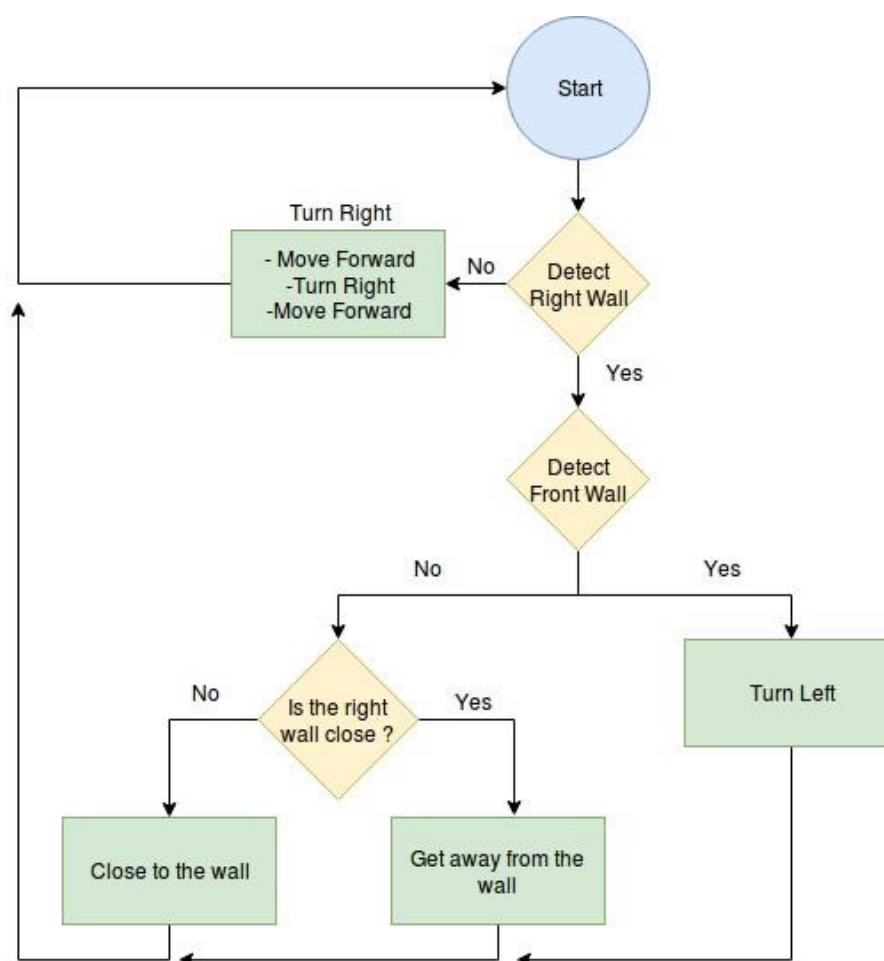 Start
Turn Right
- Move Forward
-Turn Right
-Move Forward
No
Detect
Right Wall
Yes
Detect
Front Wall
No
Yes
No
Is the right
wall close ?
Yes
Turn Left
Close to the wall
Get away from the
wall